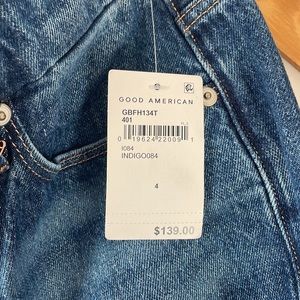 GOOD AMERICAN
GBFH134T
401
0 19624 22009 1
I084
INDIGO084
4
$139.00